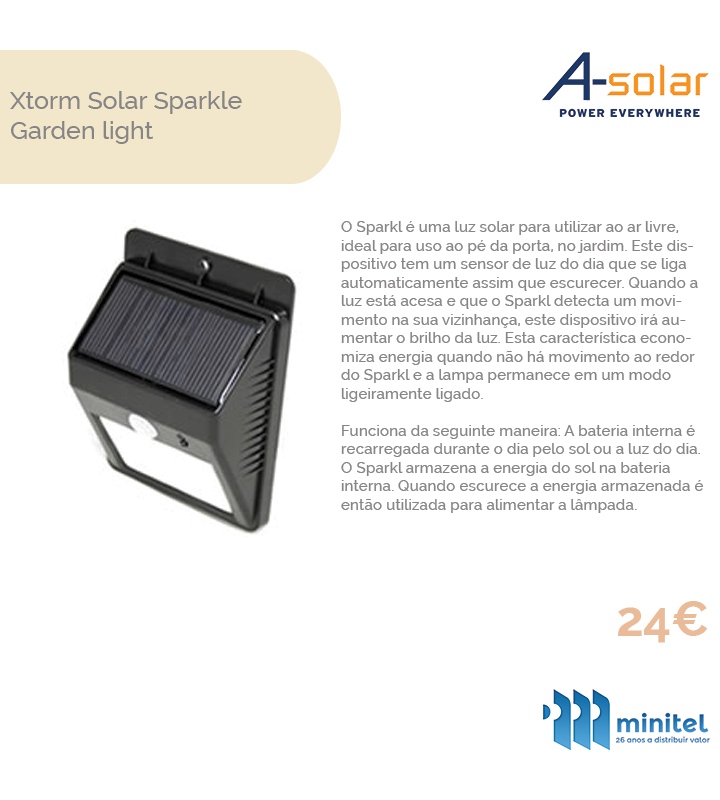 Xtorm Solar Sparkle
Garden light
A-solar
POWER EVERYWHERE
O Sparkl é uma luz solar para utilizar ao ar livre,
ideal para uso ao pé da porta, no jardim. Este dis-
positivo tem um sensor de luz do dia que se liga
automaticamente assim que escurecer. Quando a
luz está acesa e que o Sparkl detecta um movi-
mento na sua vizinhança, este dispositivo irá au-
mentar o brilho da luz. Esta característica econo-
miza energia quando não há movimento ao redor
do Sparkl e a lampa permanece em um modo
ligeiramente ligado.
Funciona da seguinte maneira: A bateria interna é
recarregada durante o dia pelo sol ou a luz do dia.
O Sparkl armazena a energia do sol na bateria
interna. Quando escurece a energia armazenada é
então utilizada para alimentar a lâmpada.
24€
minitel
26 anos a distribuir valor